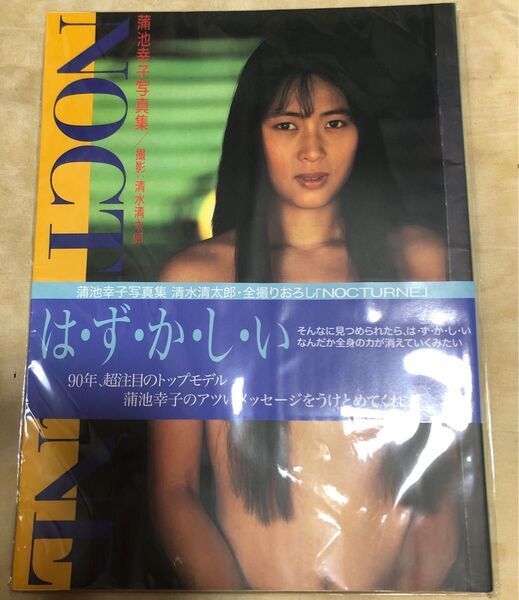 NOCTURNE
蒲池幸子写真集/撮影・清水清太郎
蒲池幸子写真集 清水清太郎・全撮りおろし「NOCTURNE」
は・ず・か・し・い
そんなに見つめられたら、は・ず・か・し・い
なんだか全身の力が消えていくみたい
90年、超注目のトップモデル
蒲池幸子のアツいメッセージをうけとめてくれ